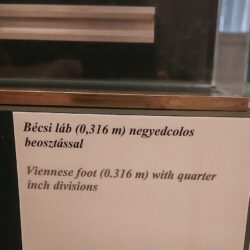 Bécsi láb (0,316 m) negyedcolos
beosztással
Viennese foot (0.316 m) with quarter
inch divisions